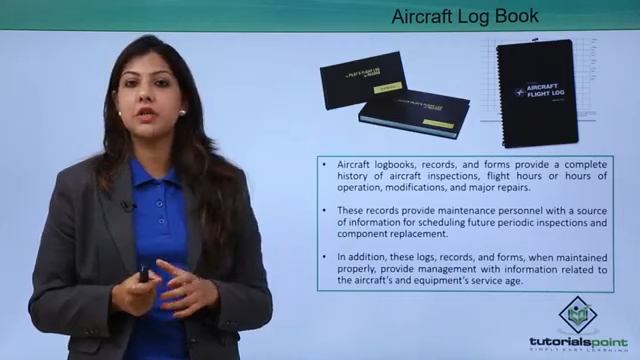 Aircraft Log Book
AIRCRAFT
FLIGHT LOG
• Aircraft logbooks, records, and forms provide a complete
history of aircraft inspections, flight hours or hours of
operation, modifications, and major repairs.
• These records provide maintenance personnel with a source
of information for scheduling future periodic inspections and
component replacement.
• In addition, these logs, records, and forms, when maintained
properly, provide management with information related to
the aircraft's and equipment's service age.
tutorialspoint
SIMPLY EASY LEARNING